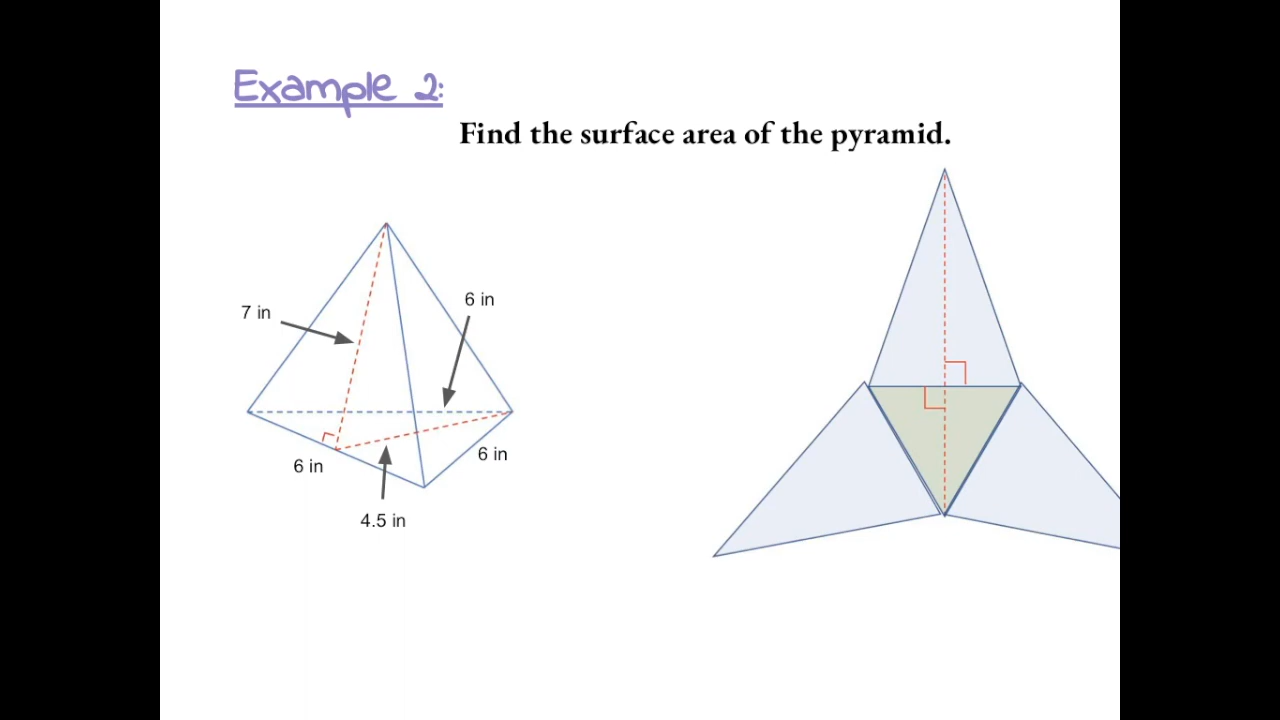 Example 2:
Find the surface area of the pyramid.
7 in
6 in
6 in
6 in
4.5 in